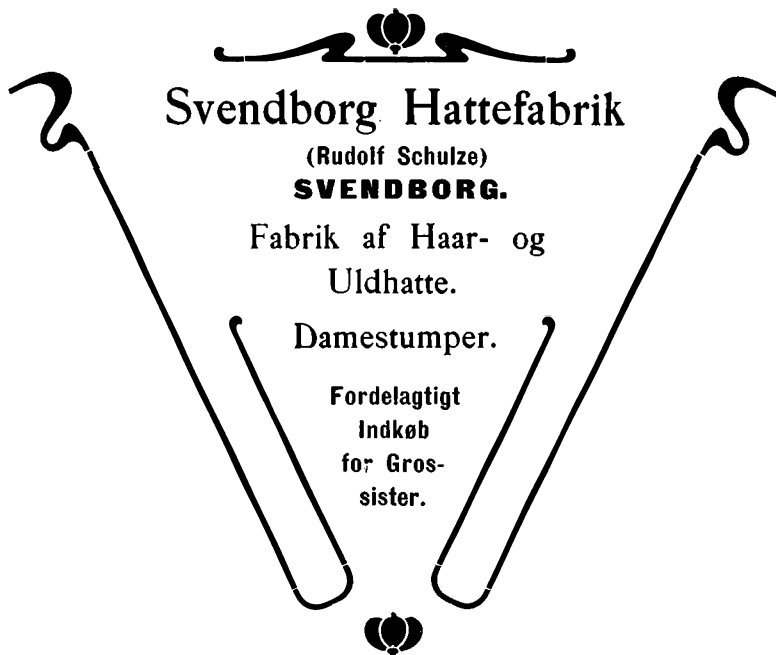 Svendborg Hattefabrik
(Rudolf Schulze)
SVENDBORG.
Fabrik af Haar- og
Uldhatte.
Damestumper.
Fordelagtigt
Indkøb
for Gros-
sister.